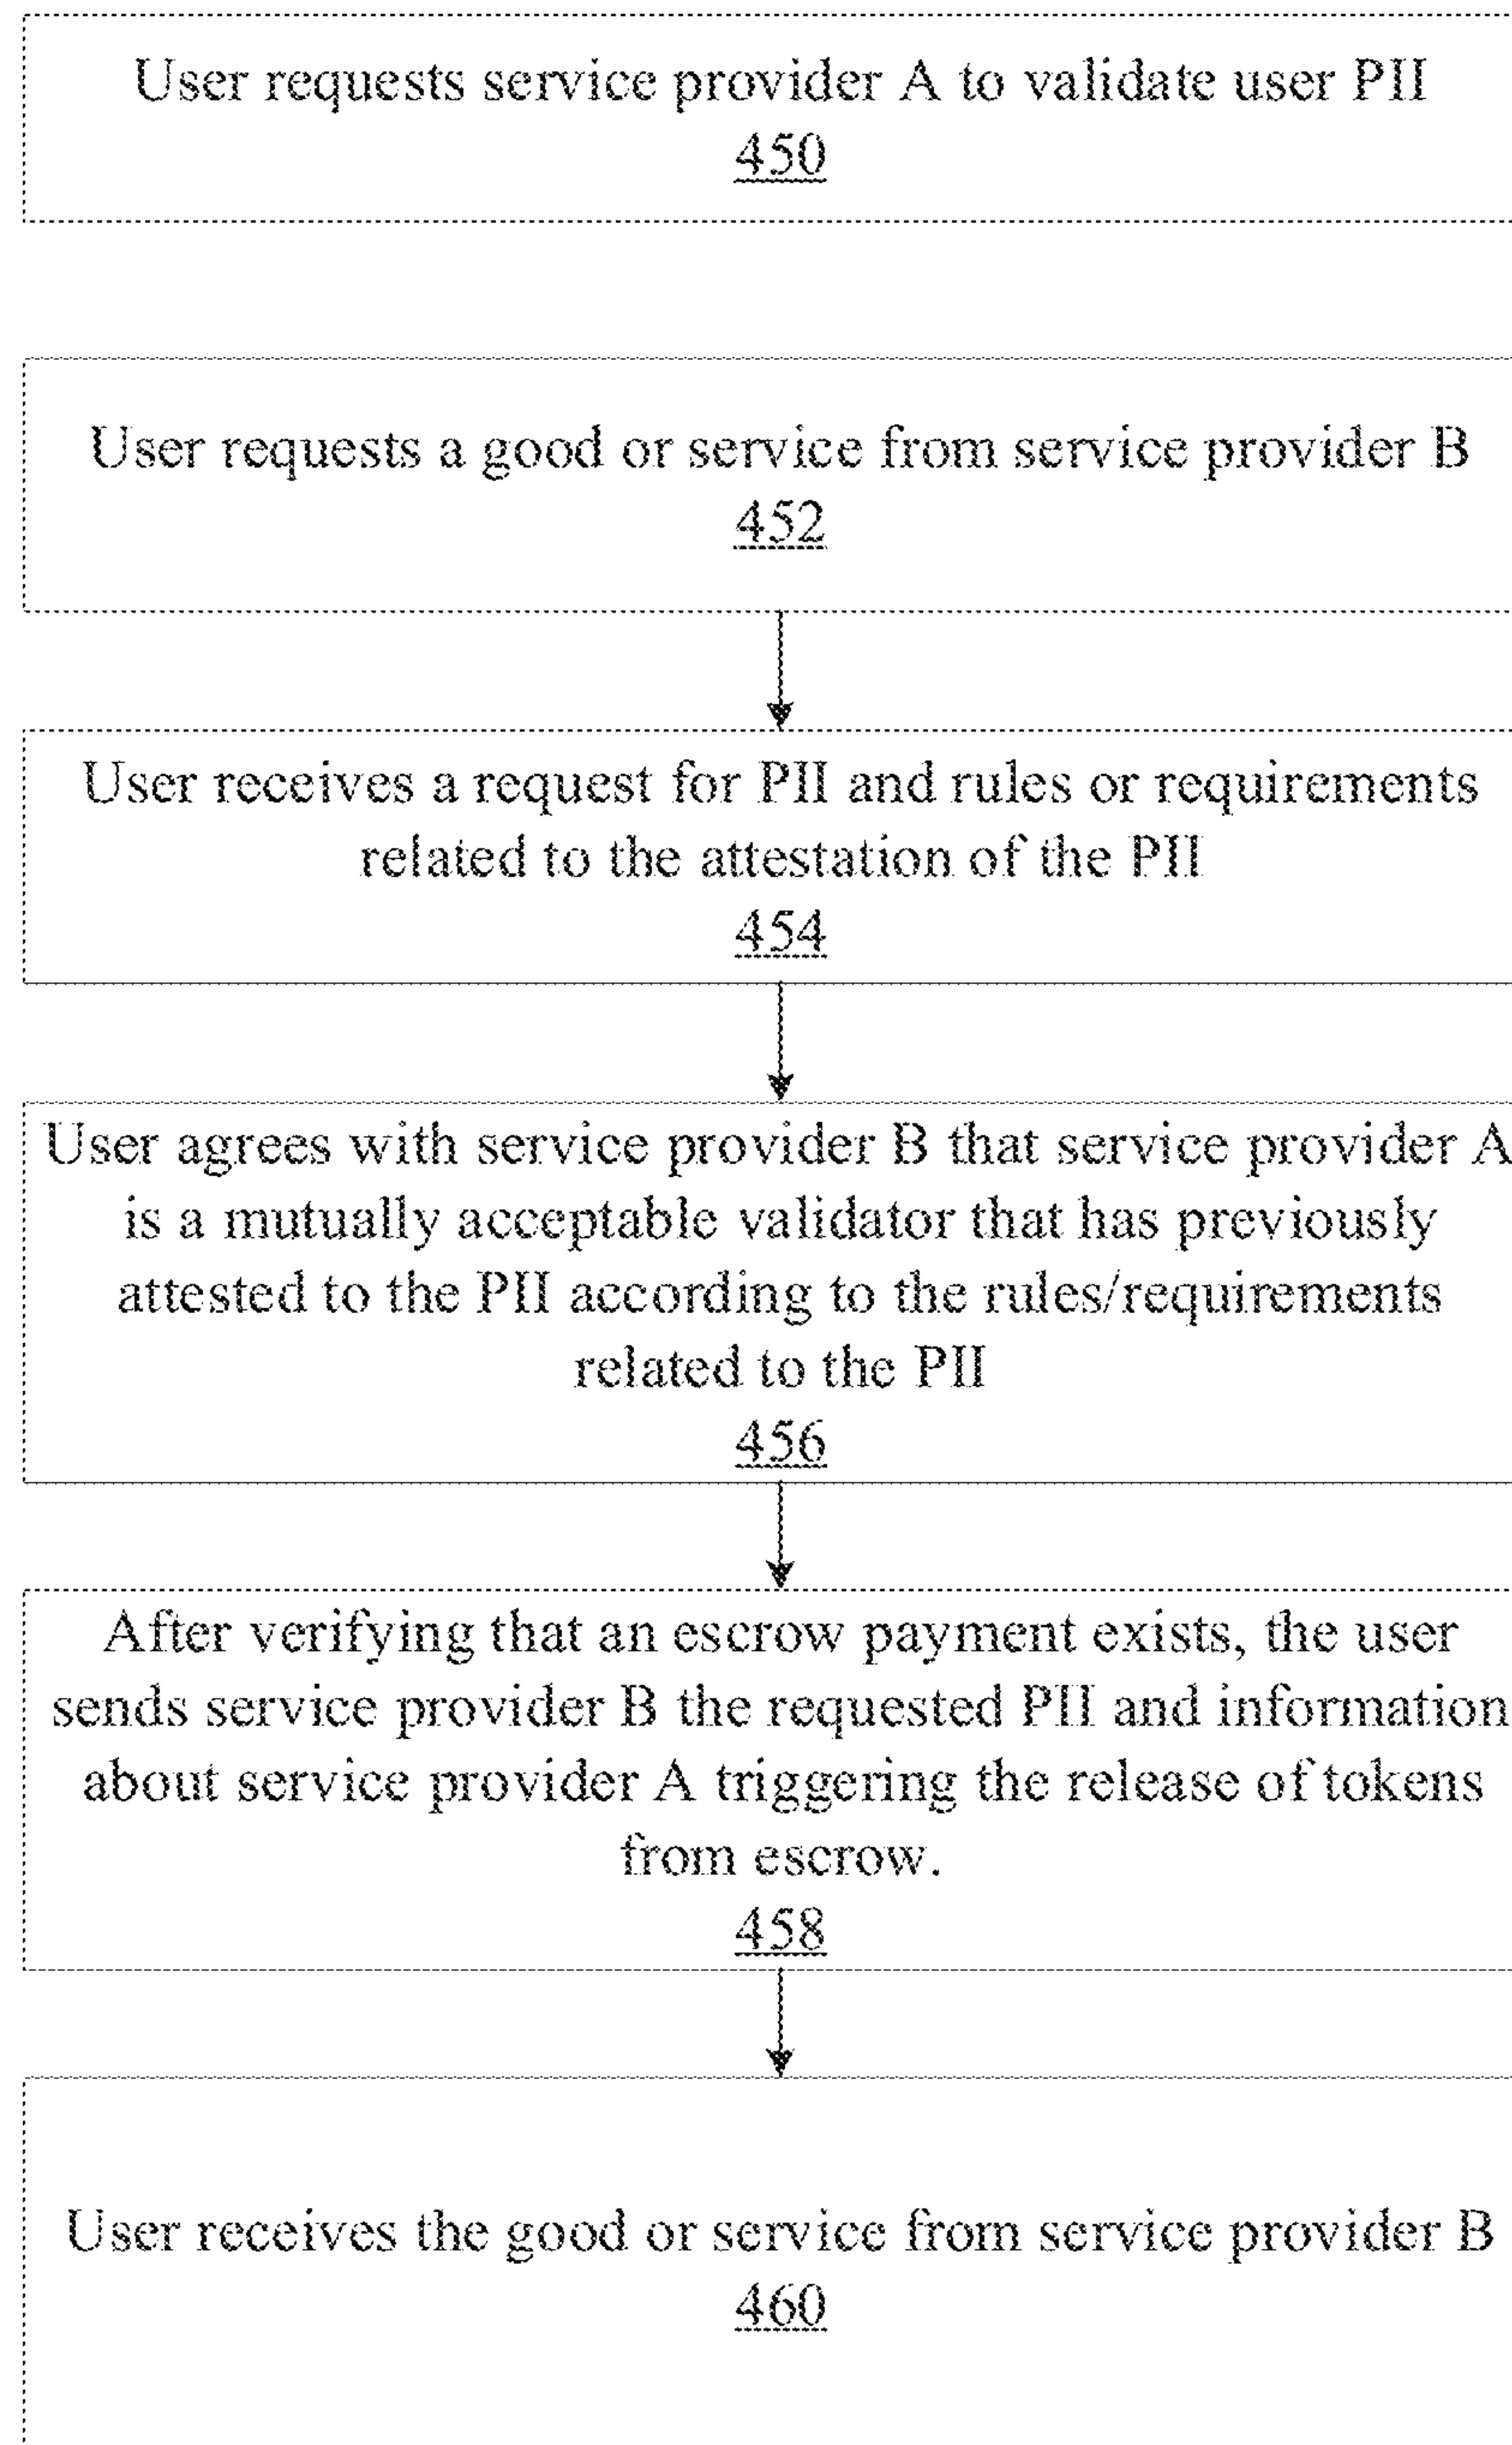 User requests service provider A to validate user PII
450
User requests a good or service from service provider B
452
User receives a request for PII and rules or requirements
related to the attestation of the PII
454
User agrees with service provider B that service provider A
is a mutually acceptable validator that has previously
attested to the PII according to the rules/requirements
related to the PII
456
After verifying that an escrow payment exists, the user
sends service provider B the requested PII and information
about service provider A triggering the release of tokens
from escrow.
458
User receives the good or service from service provider B
460